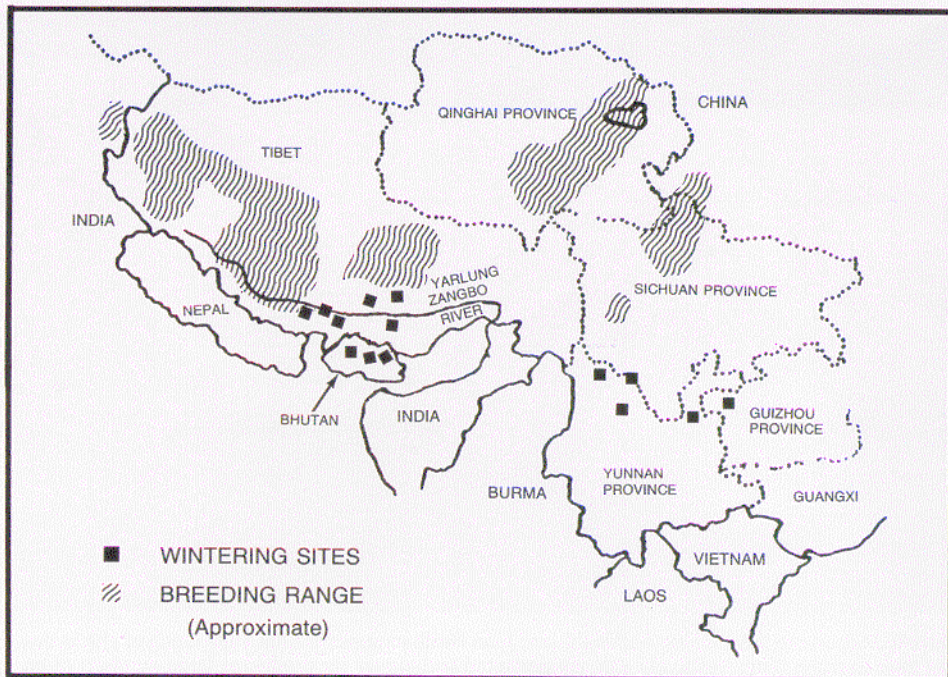 QINGHAI PROVINCE
CHINA
TIBET
INDIA
YARLUNG
ZANGBO
RIVER
SICHUAN PROVINCE
NEPAL
BHUTAN
INDIA
GUIZHOU
PROVINCE
YUNNAN
PROVINCE
BURMA
GUANGXI
WINTERING SITES
VIETNAM
BREEDING RANGE
LAOS
(Approximate)